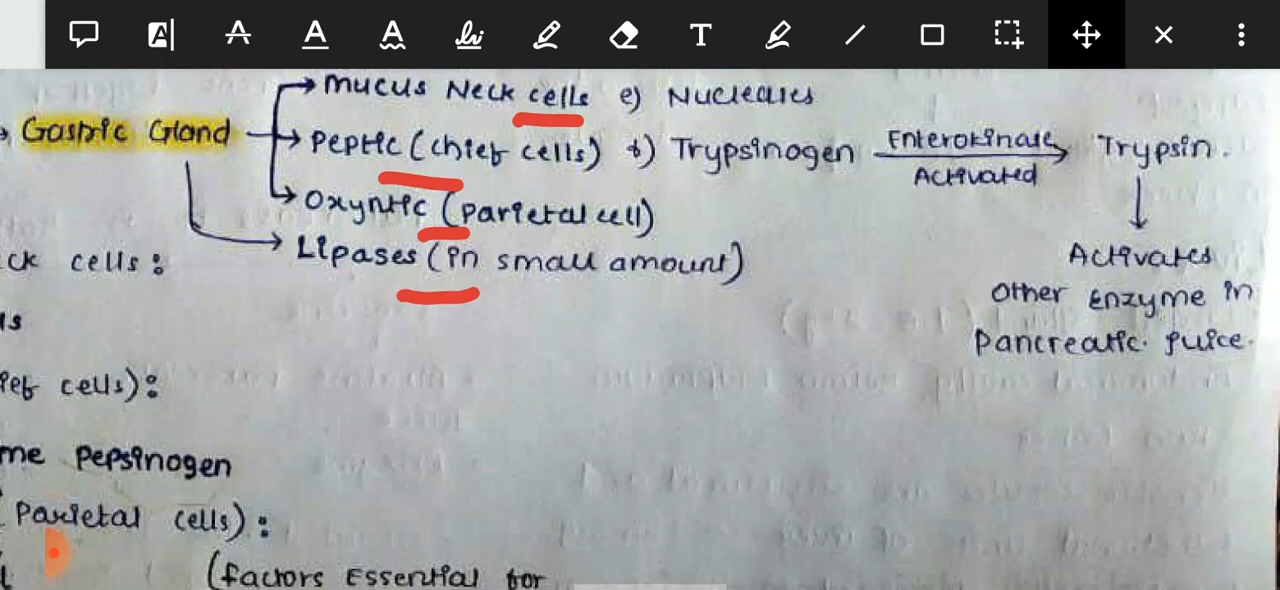 Mucus Neck cells e) Nucleases
Gastric Gland
Peptic (chief cells) f) Trypsinogen Enterokinase Trypsin.
Activated
Oxyntic (Parietal cell)
Lipases (in small amount)
Activates
Other Enzyme in
Pancreatic juice.
ck cells:
ls
ief cells):
me Pepsinogen
Parietal cells):
(factors Essential for